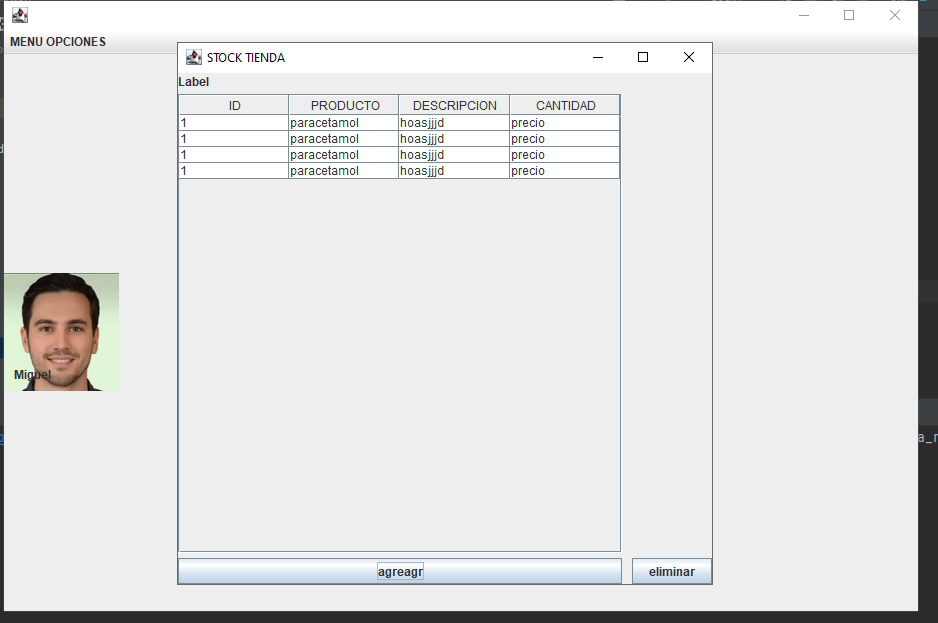 MENU OPCIONES
STOCK TIENDA
Label
ID PRODUCTO DESCRIPCION CANTIDAD
1 paracetamol hoasjjjd precio
1 paracetamol hoasjjjd precio
1 paracetamol hoasjjjd precio
1 paracetamol hoasjjjd precio
Miguel
agreagr eliminar